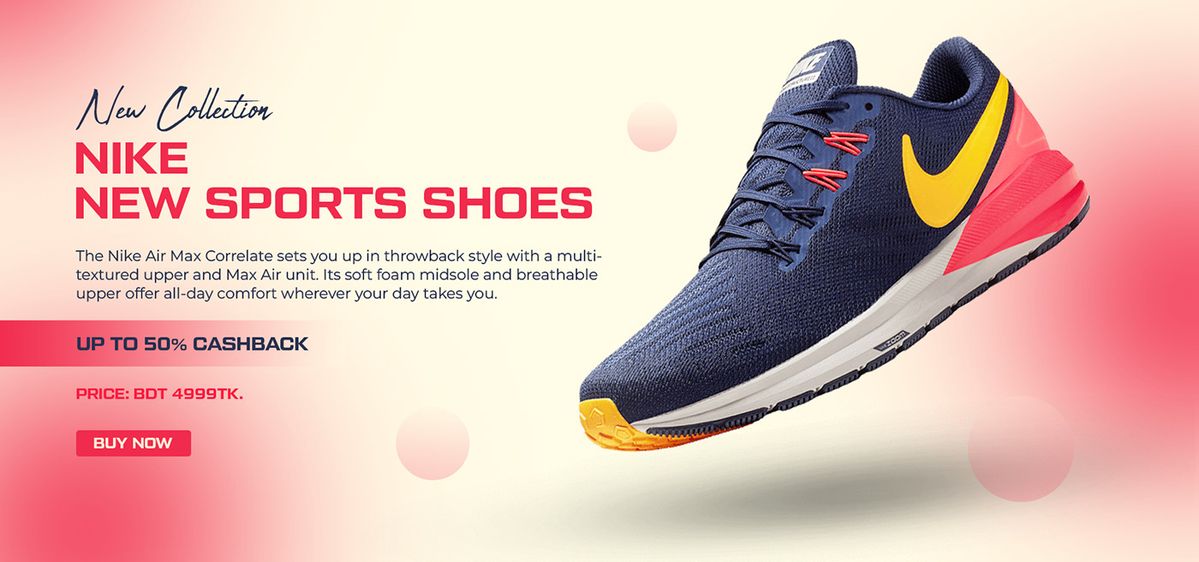 New Collection
NIKE
NEW SPORTS SHOES
The Nike Air Max Correlate sets you up in throwback style with a multi-
textured upper and Max Air unit. Its soft foam midsole and breathable
upper offer all-day comfort wherever your day takes you.
UP TO 50% CASHBACK
PRICE: BDT 4999TK.
BUY NOW
NIKE
ZOOM